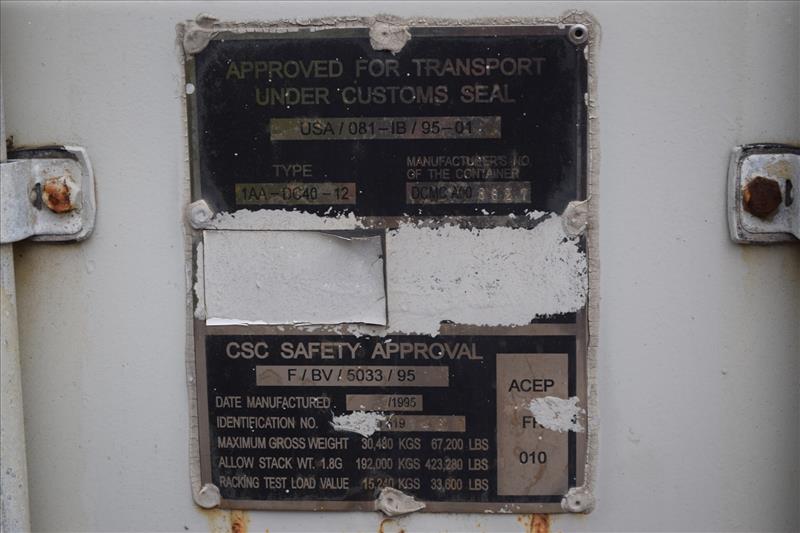 APPROVED FOR TRANSPORT
UNDER CUSTOMS SEAL
USA / 081-IB / 95-01
TYPE
MANUFACTURER'S NO.
OF THE CONTAINER
1AA-DC40-12
DCMC A00
CSC SAFETY APPROVAL
F / BV / 5033 / 95
DATE MANUFACTURED
/1995
IDENTIFICATION NO.
MAXIMUM GROSS WEIGHT 30,480 KGS 67,200 LBS
ALLOW STACK WT. 1.8G 192,000 KGS 423,280 LBS
RACKING TEST LOAD VALUE 15,240 KGS 33,600 LBS
ACEP
010